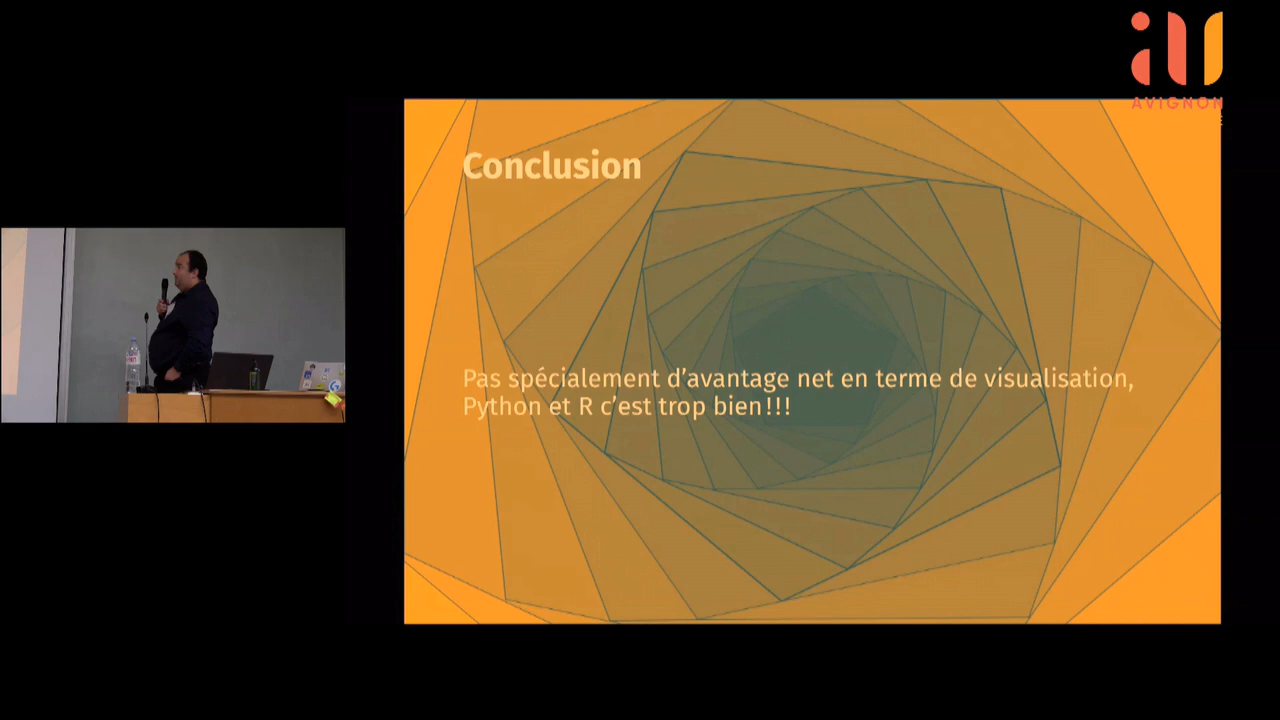 AVIGNON
Conclusion
Pas spécialement d’avantage net en terme de visualisation,
Python et R c’est trop bien !!!